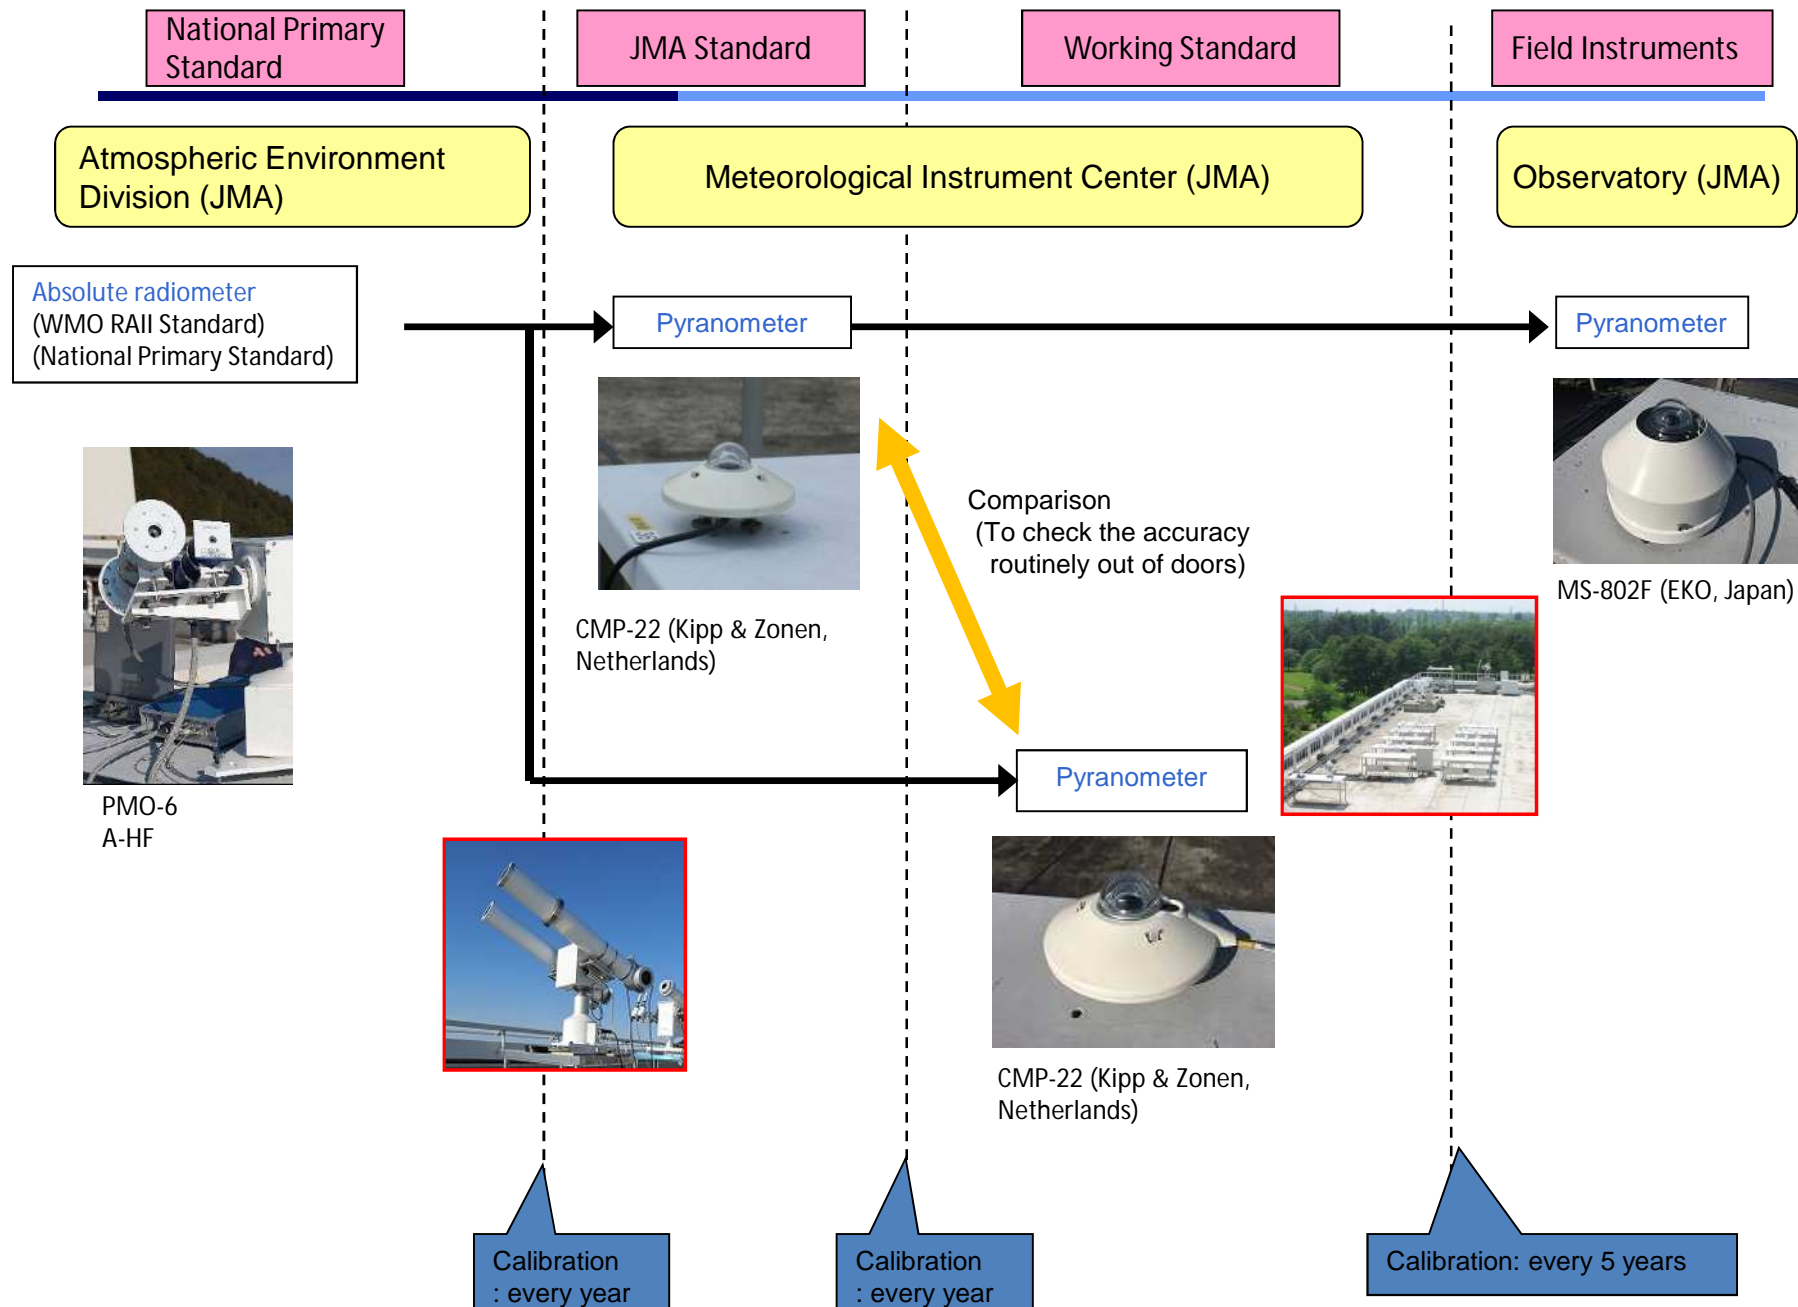 National Primary
Standard
JMA Standard
Working Standard
Field Instruments
Atmospheric Environment
Division (JMA)
Meteorological Instrument Center (JMA)
Observatory (JMA)
Absolute radiometer
(WMO RAII Standard)
(National Primary Standard)
Pyranometer
Pyranometer
Comparison
(To check the accuracy
routinely out of doors)
MS-802F (EKO, Japan)
CMP-22 (Kipp & Zonen,
Netherlands)
Pyranometer
PMO-6
A-HF
CMP-22 (Kipp & Zonen,
Netherlands)
Calibration
: every year
Calibration
: every year
Calibration: every 5 years